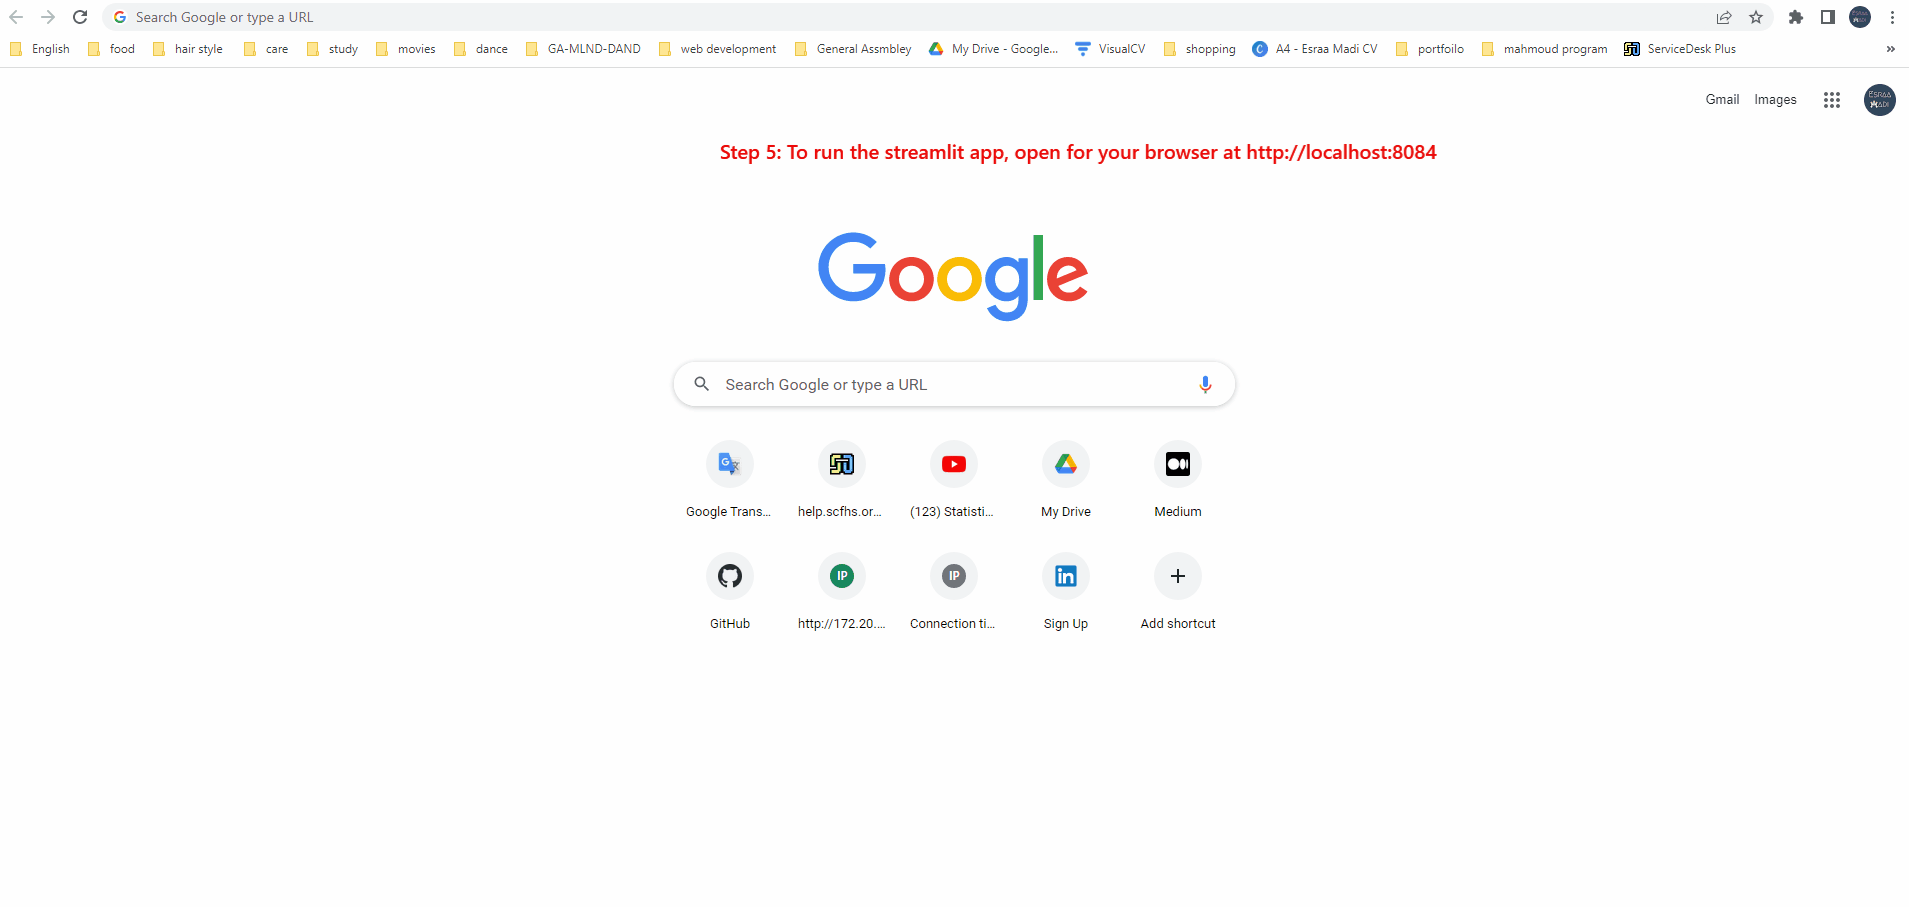 Search Google or type a URL
English food hair style care study movies dance GA-MLND-DAND web development General Assmbley My Drive - Google... VisualCV shopping A4 - Esraa Madi CV portfoilo mahmoud program ServiceDesk Plus »
Gmail Images ESRAA MADI
Step 5: To run the streamlit app, open for your browser at http://localhost:8084
Google
Search Google or type a URL
Google Trans... help.scfhs.or... (123) Statisti... My Drive Medium
IP IP
GitHub http://172.20.... Connection ti... Sign Up Add shortcut